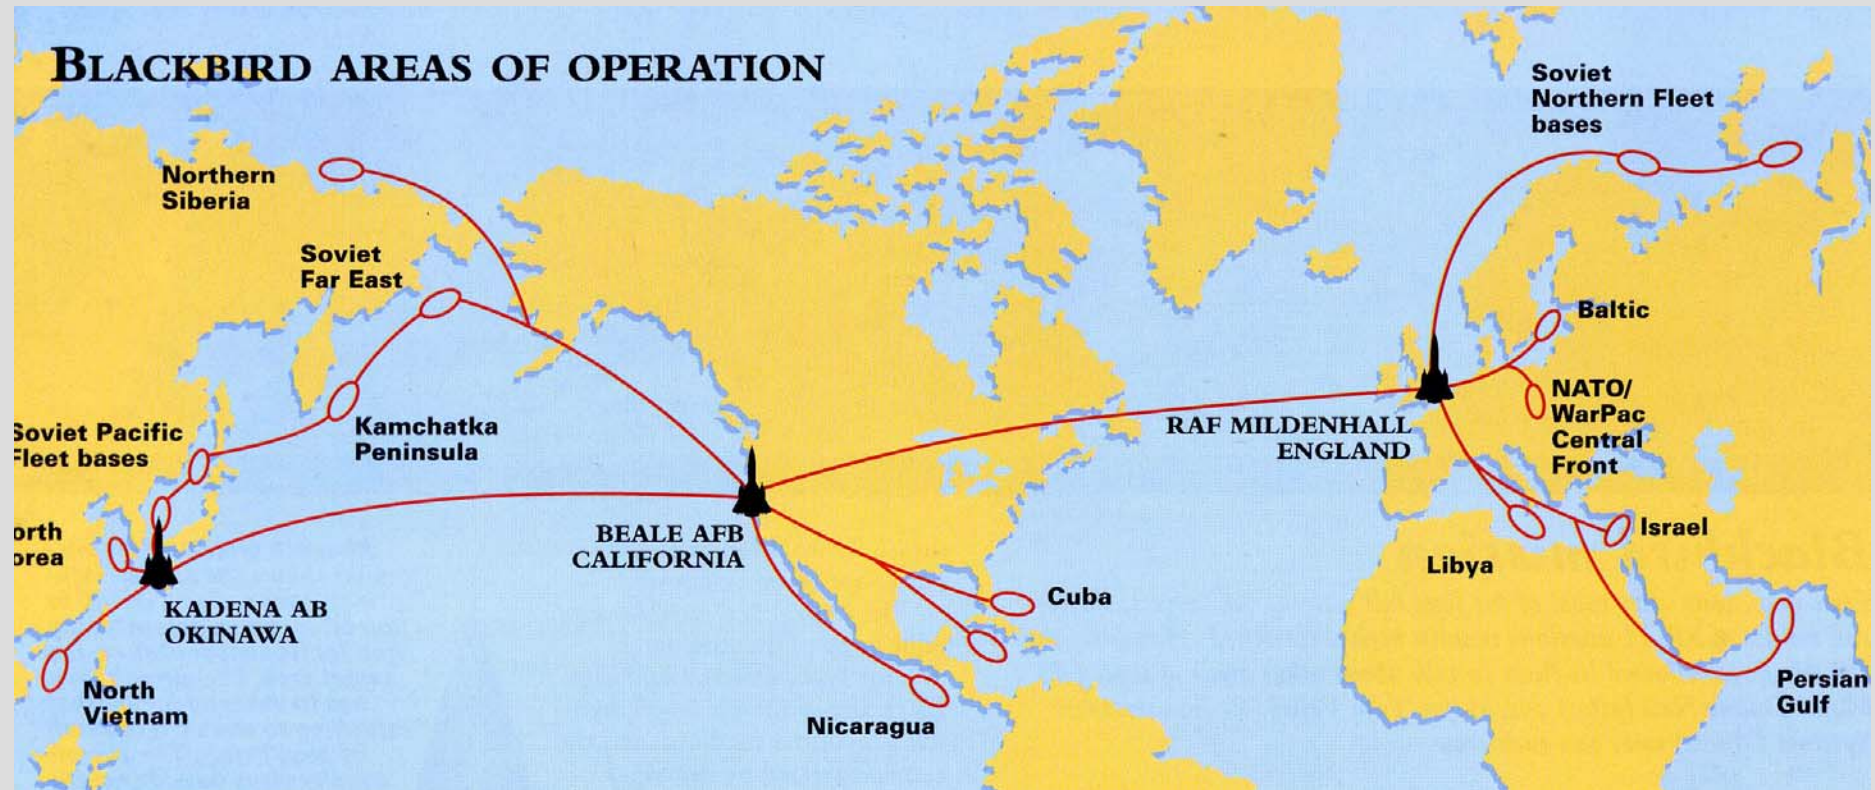 BLACKBIRD AREAS OF OPERATION
Soviet
Northern Fleet
bases
Northern
Siberia
Soviet
Far East
Baltic
NATO/
WarPac
Central
Front
Kamchatka
Peninsula
Soviet Pacific
Fleet bases
RAF MILDENHALL
ENGLAND
orth
orea
BEALE AFB
CALIFORNIA
Israel
Libya
Cuba
KADENA AB
OKINAWA
North
Vietnam
Nicaragua
Persian
Gulf